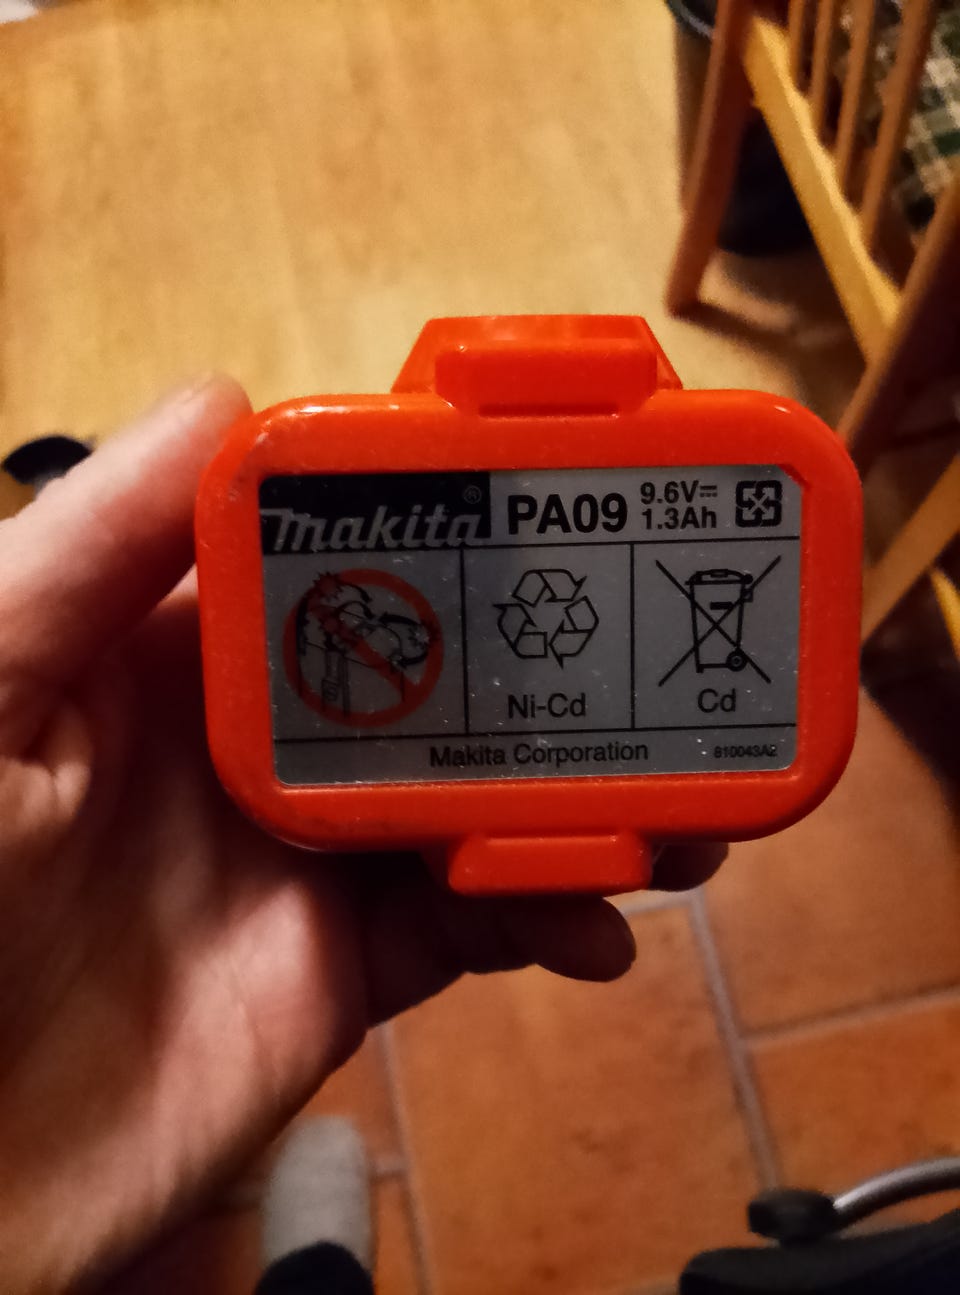 makita® PA09 9.6V⎓
1.3Ah
Ni-Cd
Cd
Makita Corporation
810043A2